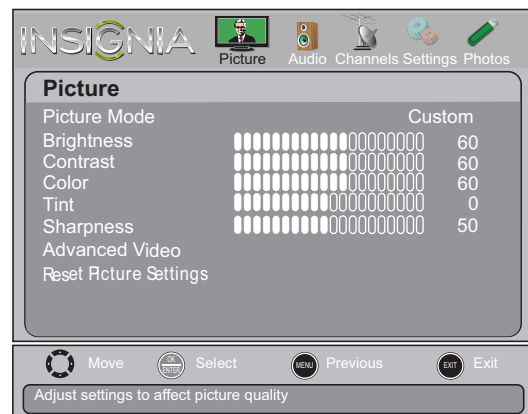 INSIGNIA
Picture Audio Channels Settings Photos
Picture
Picture Mode Custom
Brightness 60
Contrast 60
Color 60
Tint 0
Sharpness 50
Advanced Video
Reset Picture Settings
Move OK ENTER Select MENU Previous EXIT Exit
Adjust settings to affect picture quality